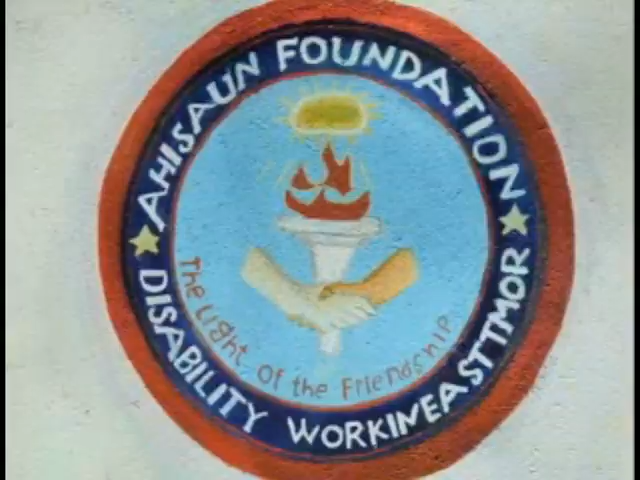 AHISAUN FOUNDATION
DISABILITY WORKINEASTTMOR
The Light of the Friendship